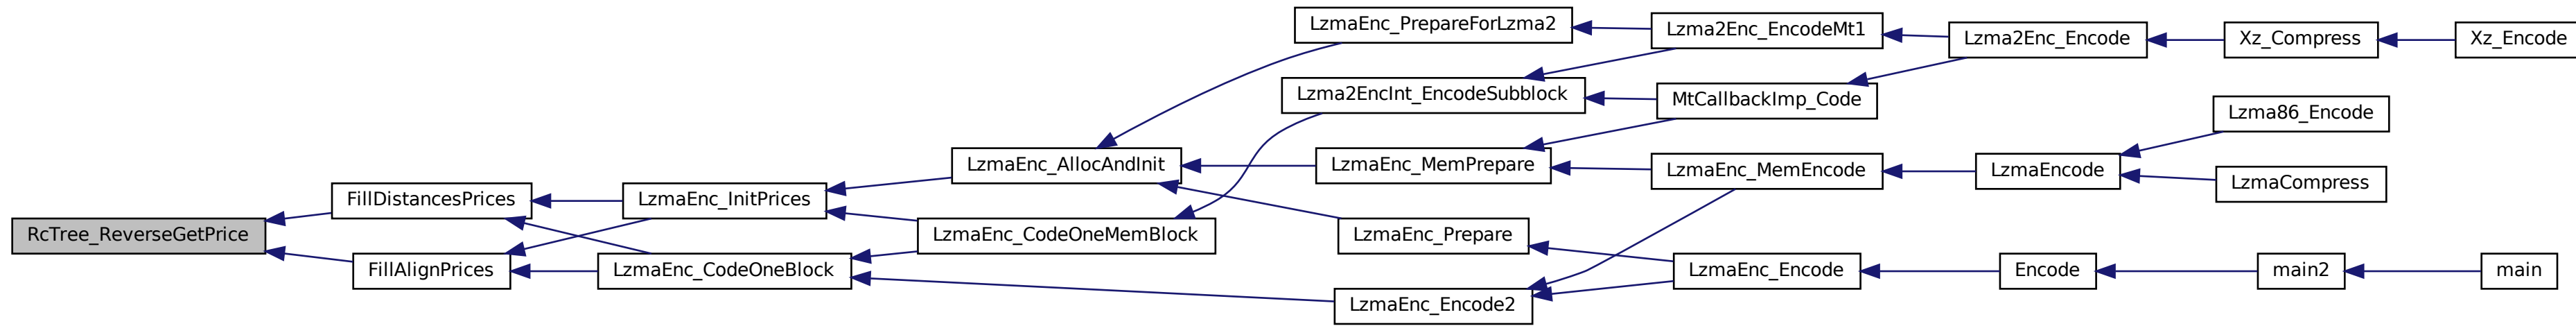 RcTree_ReverseGetPrice
FillDistancesPrices
FillAlignPrices
LzmaEnc_InitPrices
LzmaEnc_CodeOneBlock
LzmaEnc_AllocAndInit
LzmaEnc_CodeOneMemBlock
LzmaEnc_PrepareForLzma2
Lzma2EncInt_EncodeSubblock
LzmaEnc_MemPrepare
LzmaEnc_Prepare
LzmaEnc_Encode2
Lzma2Enc_EncodeMt1
MtCallbackImp_Code
LzmaEnc_MemEncode
LzmaEnc_Encode
Lzma2Enc_Encode
LzmaEncode
Encode
Xz_Compress
Lzma86_Encode
LzmaCompress
main2
Xz_Encode
main